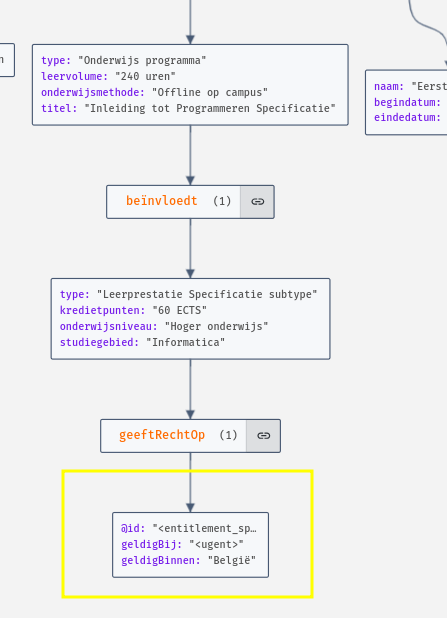 n
type: "Onderwijs programma"
leervolume: "240 uren"
onderwijsmethode: "Offline op campus"
titel: "Inleiding tot Programmeren Specificatie"
naam: "Eerst
begindatum:
eindedatum:
beïnvloedt (1)
type: "Leerprestatie Specificatie subtype"
kredietpunten: "60 ECTS"
onderwijsniveau: "Hoger onderwijs"
studiegebied: "Informatica"
geeftRechtOp (1)
@id: "<entitlement_sp…
geldigBij: "<ugent>"
geldigBinnen: "België"